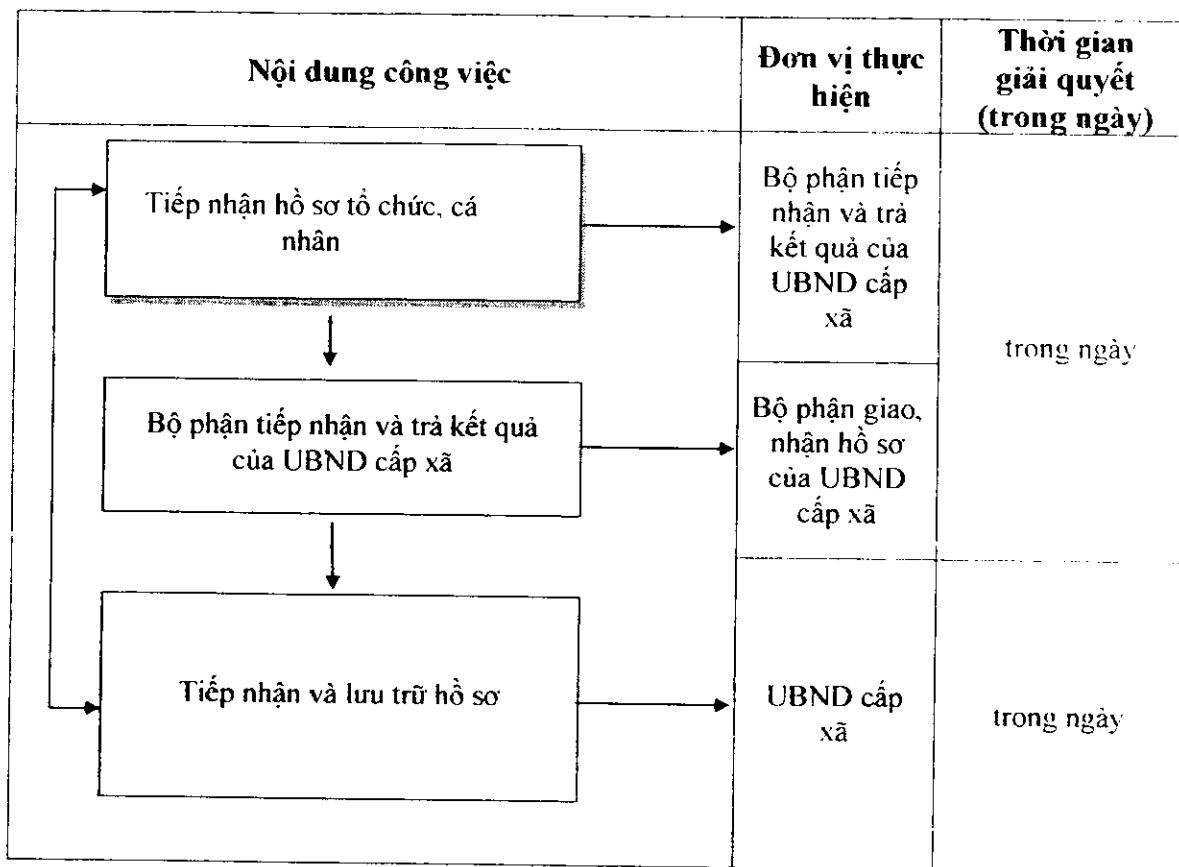 Nội dung công việc
Đơn vị thực
hiện
Thời gian
giải quyết
(trong ngày)
Tiếp nhận hồ sơ tổ chức, cá
nhân
Bộ phận tiếp
nhận và trả
kết quả của
UBND cấp
xã
trong ngày
Bộ phận tiếp nhận và trả kết quả
của UBND cấp xã
Bộ phận giao,
nhận hồ sơ
của UBND
cấp xã
Tiếp nhận và lưu trữ hồ sơ
UBND cấp
xã
trong ngày